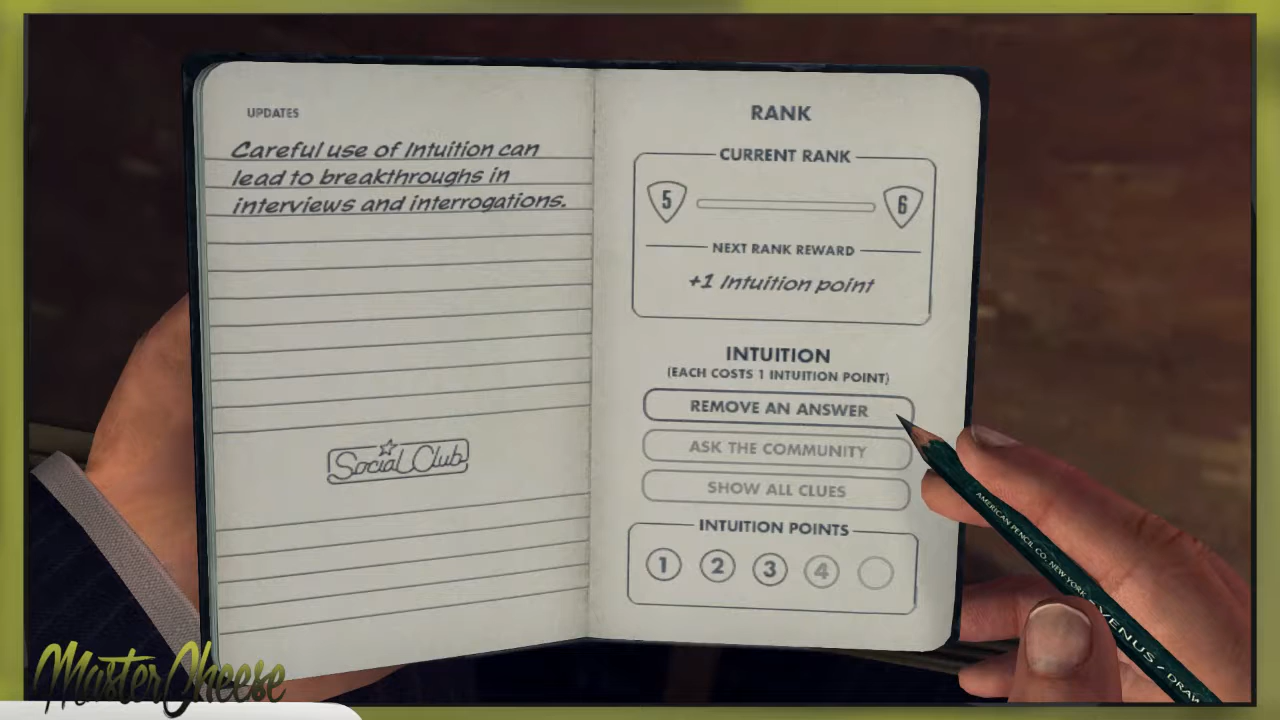 UPDATES
Careful use of Intuition can
lead to breakthroughs in
interviews and interrogations.
Social Club
RANK
CURRENT RANK
5 6
NEXT RANK REWARD
+1 Intuition point
INTUITION
(EACH COSTS 1 INTUITION POINT)
REMOVE AN ANSWER
ASK THE COMMUNITY
SHOW ALL CLUES
INTUITION POINTS
1 2 3 4
AMERICAN PENCIL CO. NEW YORK
VENUS / DRAW
MasterCheese